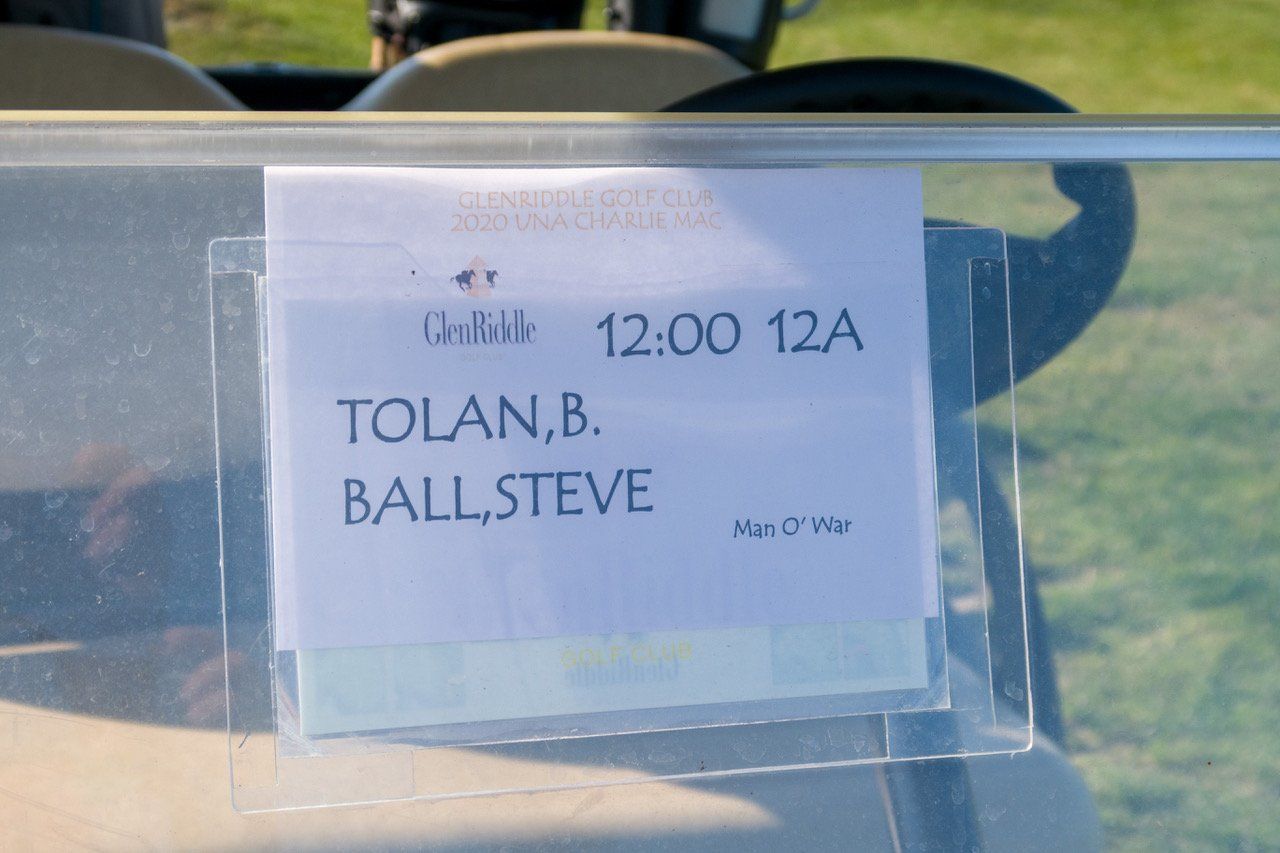 GLENRIDDLE GOLF CLUB
2020 UNA CHARLIE MAC
GlenRiddle
GOLF CLUB
12:00 12A
TOLAN,B.
BALL,STEVE
Man O' War
GOLF CLUB
GlenRiddle